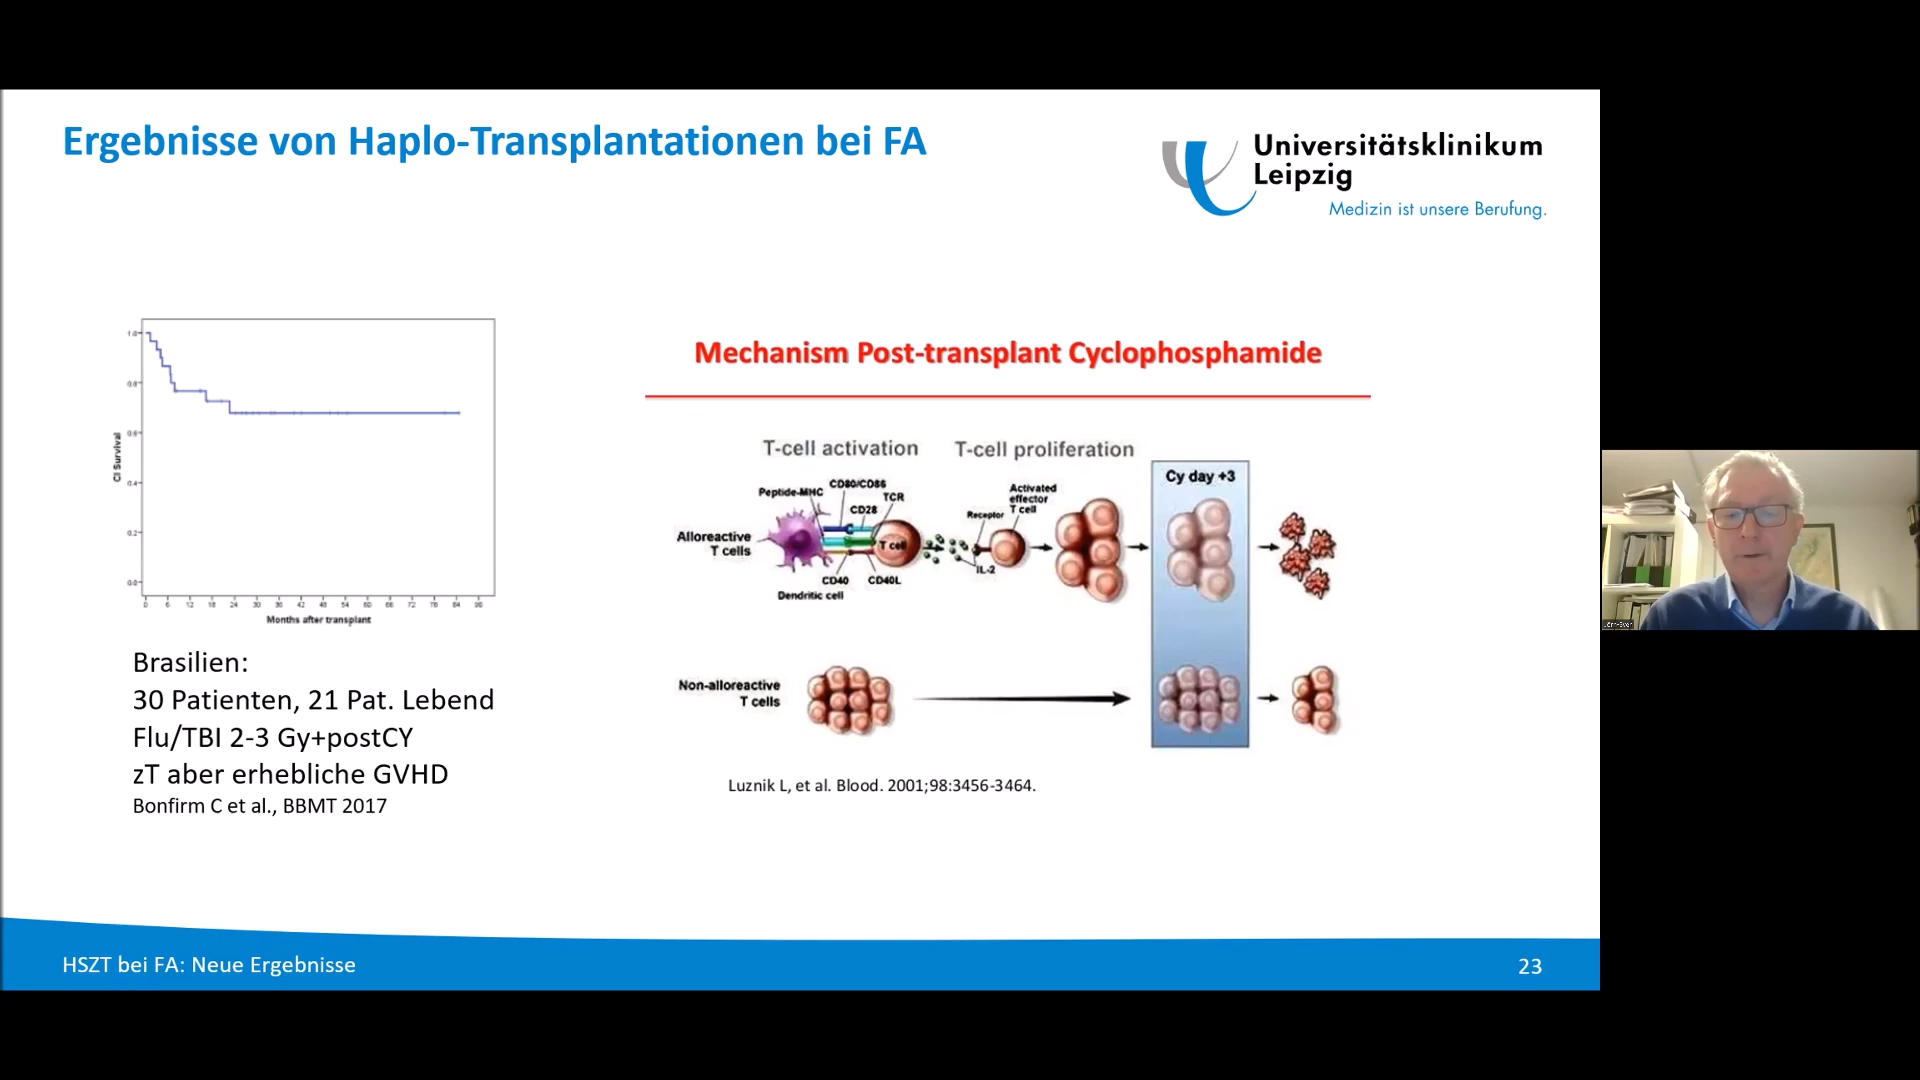 Ergebnisse von Haplo-Transplantationen bei FA
Universitätsklinikum
Leipzig
Medizin ist unsere Berufung.
1.0
0.8
0.6
0.4
0.2
0.0
CI Survival
0 6 12 18 24 30 36 42 48 54 60 66 72 78 84 90
Months after transplant
Brasilien:
30 Patienten, 21 Pat. Lebend
Flu/TBI 2-3 Gy+postCY
zT aber erhebliche GVHD
Bonfirm C et al., BBMT 2017
Mechanism Post-transplant Cyclophosphamide
T-cell activation
T-cell proliferation
Cy day +3
Peptide-MHC
CD80/CD86
TCR
CD28
Activated
effector
T cell
Receptor
Alloreactive
T cells
T cell
IL-2
CD40
CD40L
Dendritic cell
Non-alloreactive
T cells
Luznik L, et al. Blood. 2001;98:3456-3464.
HSZT bei FA: Neue Ergebnisse
23